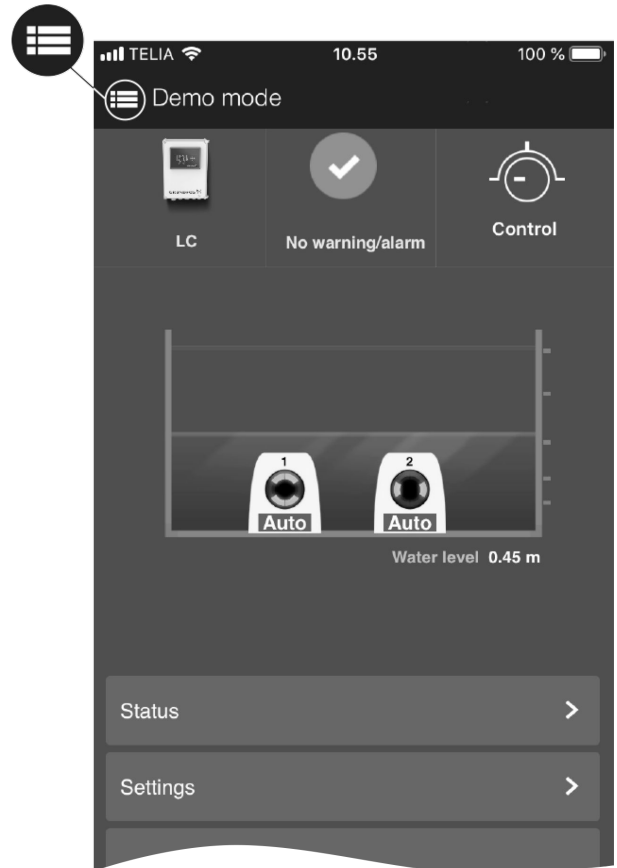 TELIA 10.55 100 %
Demo mode
LC
No warning/alarm
Control
1
2
Auto
Auto
Water level 0.45 m
Status
Settings